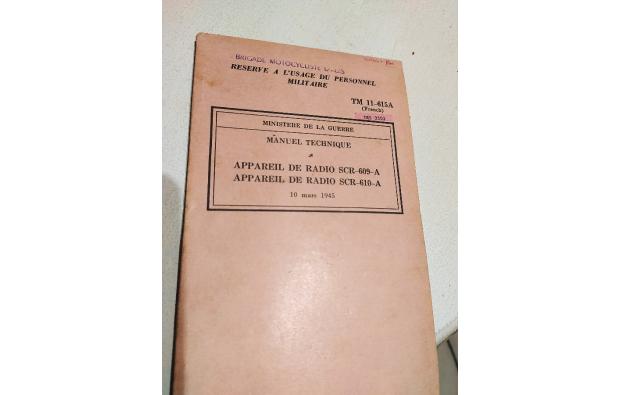 BRIGADE MOTOCYCLISTE
RESERVE A L'USAGE DU PERSONNEL
MILITAIRE
TM 11-615A
(French)
MINISTERE DE LA GUERRE
MANUEL TECHNIQUE
APPAREIL DE RADIO SCR-609-A
APPAREIL DE RADIO SCR-610-A
10 mars 1945